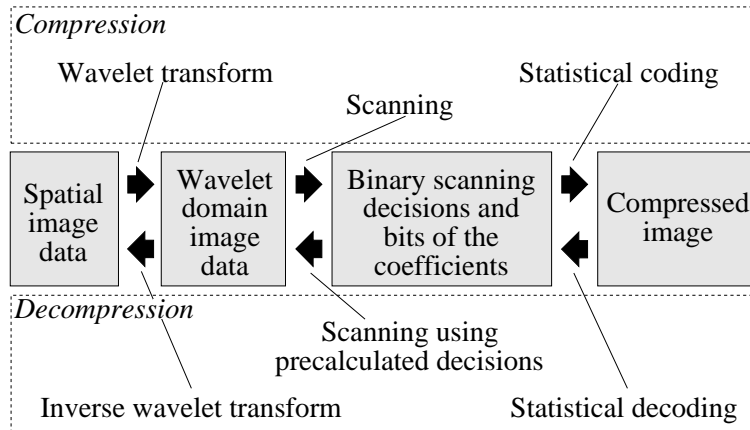 Compression
Wavelet transform
Scanning
Statistical coding
Spatial
image
data
Wavelet
domain
image
data
Binary scanning
decisions and
bits of the
coefficients
Compressed
image
Decompression
Scanning using
precalculated decisions
Inverse wavelet transform
Statistical decoding